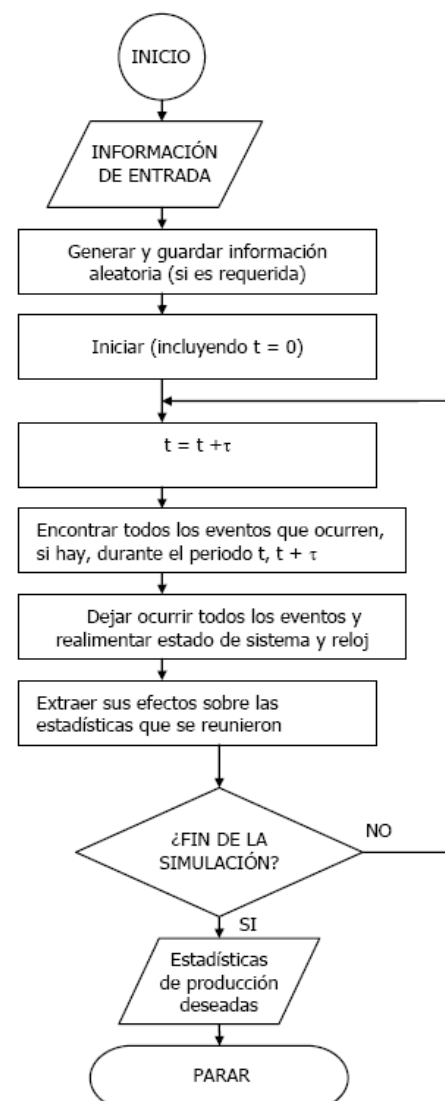 INICIO
INFORMACIÓN
DE ENTRADA
Generar y guardar información
aleatoria (si es requerida)
Iniciar (incluyendo t = 0)
t = t +τ
Encontrar todos los eventos que ocurren,
si hay, durante el periodo t, t + τ
Dejar ocurrir todos los eventos y
realimentar estado de sistema y reloj
Extraer sus efectos sobre las
estadísticas que se reunieron
¿FIN DE LA
SIMULACIÓN?
NO
SI
Estadísticas
de producción
deseadas
PARAR